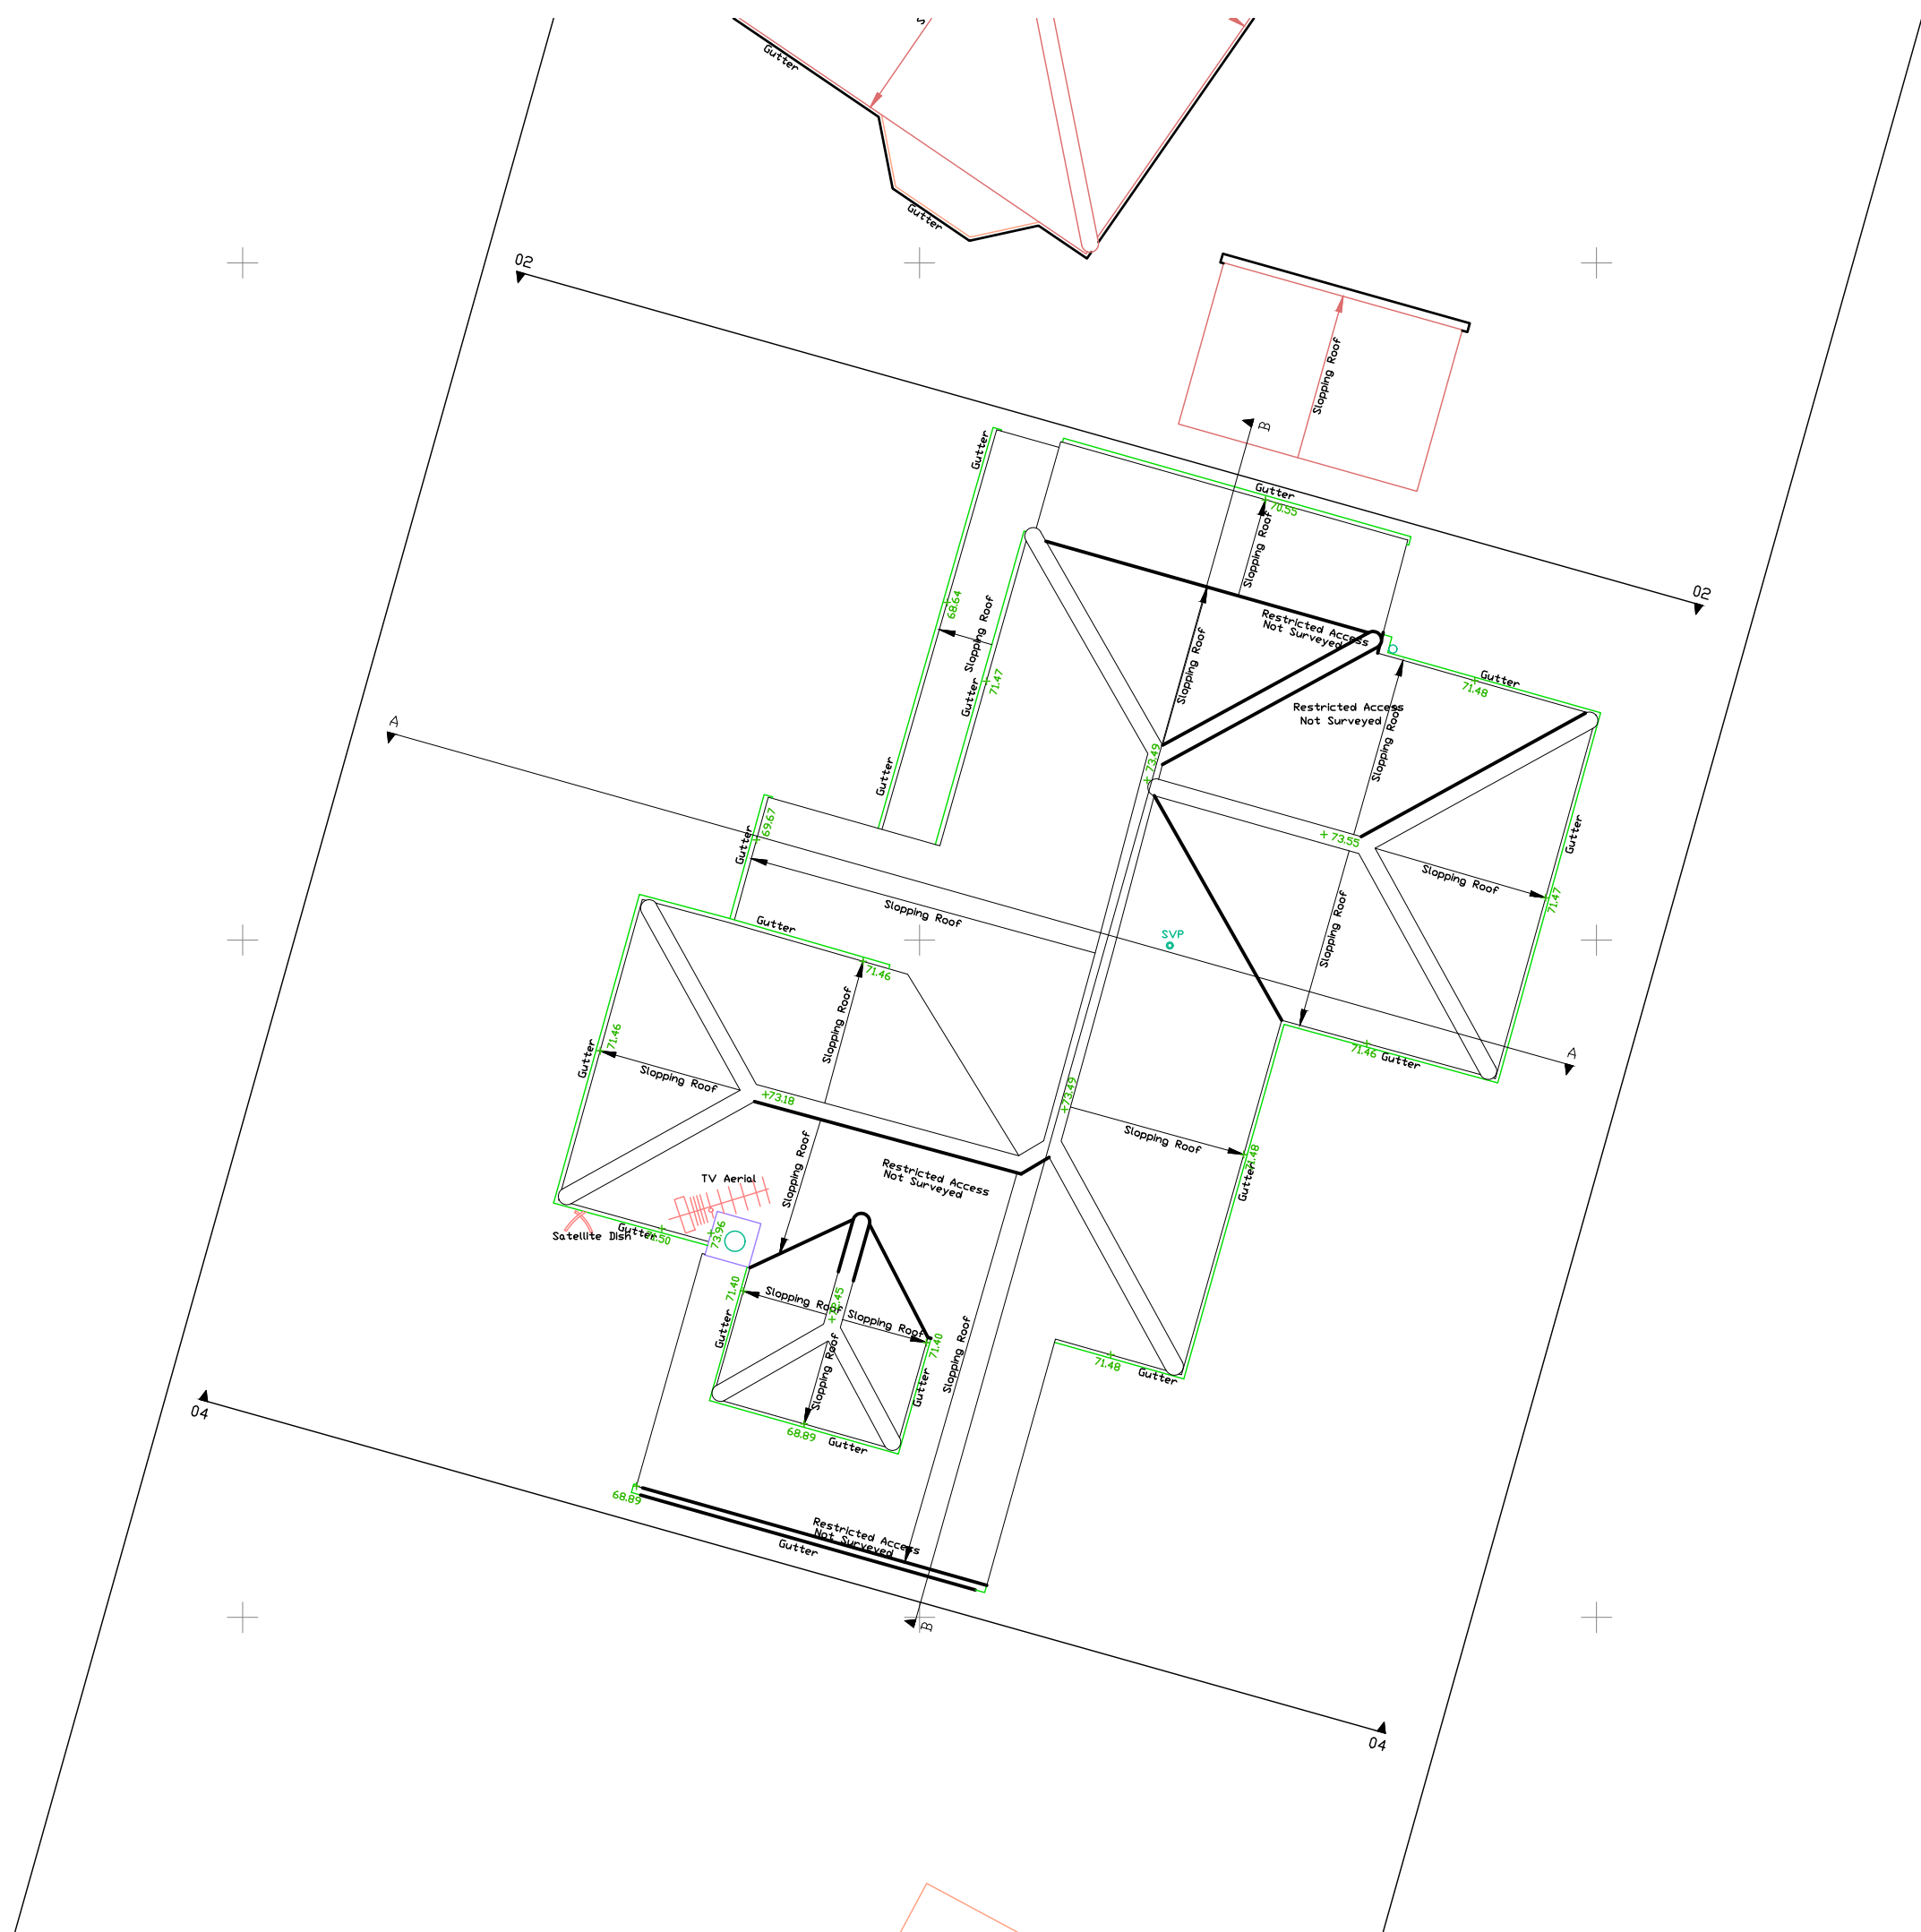 Gutter
Gutter
02
Slopping Roof
B
Gutter
Gutter
70.55
Slopping Roof
02
68.64
Slopping Roof
Restricted Access
Not Surveyed
Slopping Roof
Gutter
71.47
Gutter
71.48
Restricted Access
Not Surveyed
Slopping Roof
A
73.49
Gutter
69.67
Gutter
73.55
Gutter
Slopping Roof
71.47
Slopping Roof
Gutter
SVP
Slopping Roof
71.46
Slopping Roof
71.46
Gutter
Slopping Roof
71.46
Gutter
A
73.18
73.49
Slopping Roof
71.48
Gutter
Slopping Roof
Restricted Access
Not Surveyed
TV Aerial
Satellite Dish
Gutter
73.96
71.40
Slopping Roof
Slopping Roof
Gutter
71.40
Slopping Roof
Slopping Roof
Gutter
71.48
Gutter
04
68.89
Gutter
68.89
Restricted Access
Not Surveyed
Gutter
B
04